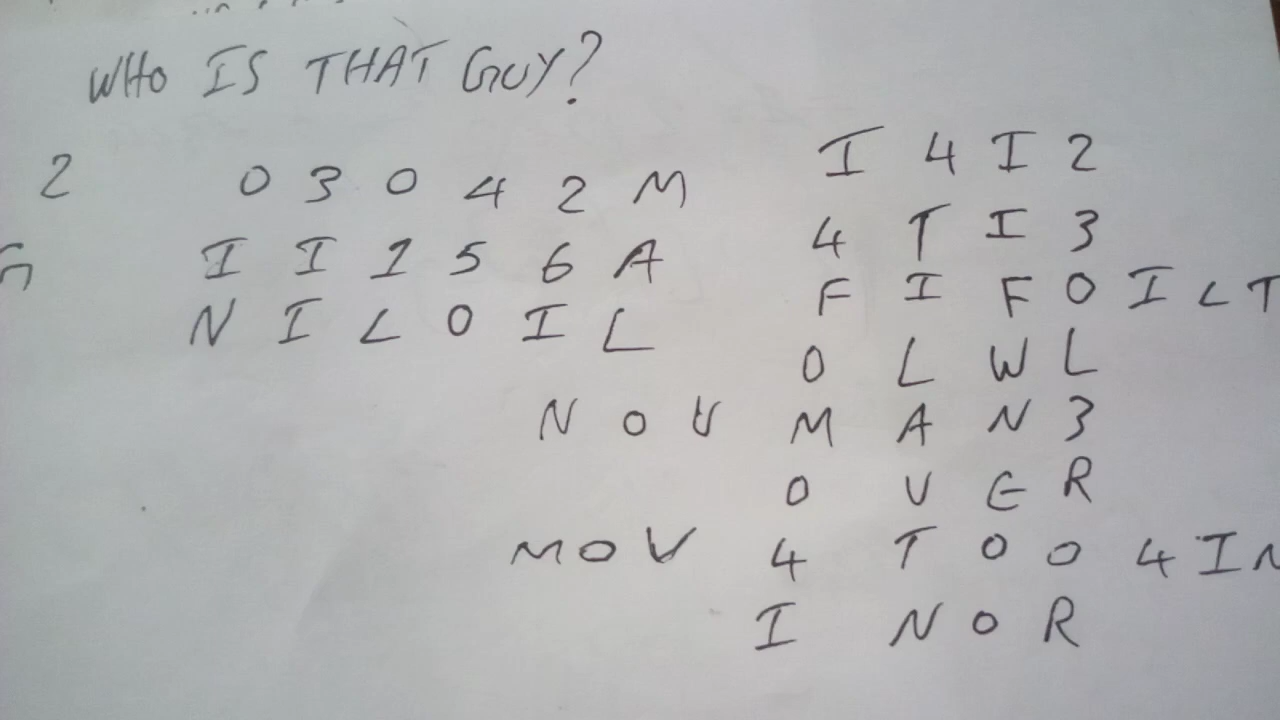 WHO IS THAT GUY?
2 0 3 0 4 2 M I 4 I 2
I I 1 5 6 A 4 T I 3
N I L O I L F I F O I L T
O L W L
N O V M A N 3
O V E R
M O V 4 T O O 4 I N
I N O R